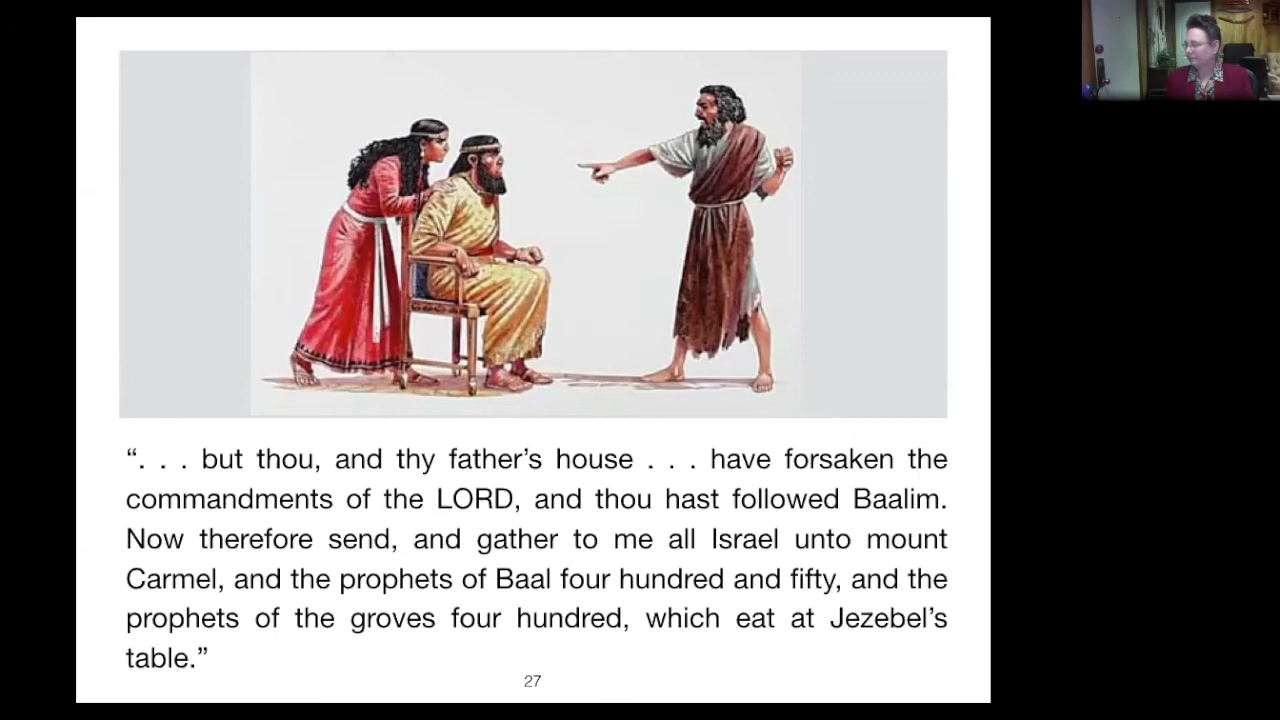 “. . . but thou, and thy father’s house . . . have forsaken the
commandments of the LORD, and thou hast followed Baalim.
Now therefore send, and gather to me all Israel unto mount
Carmel, and the prophets of Baal four hundred and fifty, and the
prophets of the groves four hundred, which eat at Jezebel’s
table.”
27